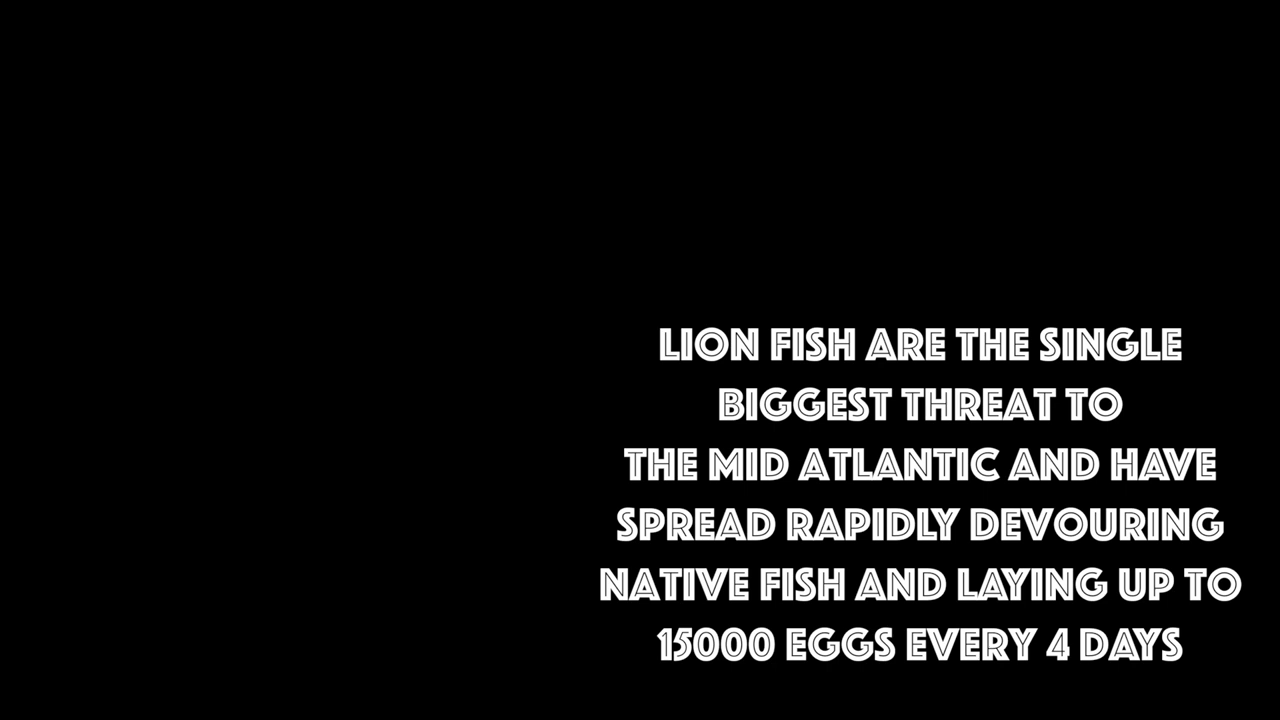 LION FISH ARE THE SINGLE
BIGGEST THREAT TO
THE MID ATLANTIC AND HAVE
SPREAD RAPIDLY DEVOURING
NATIVE FISH AND LAYING UP TO
15000 EGGS EVERY 4 DAYS